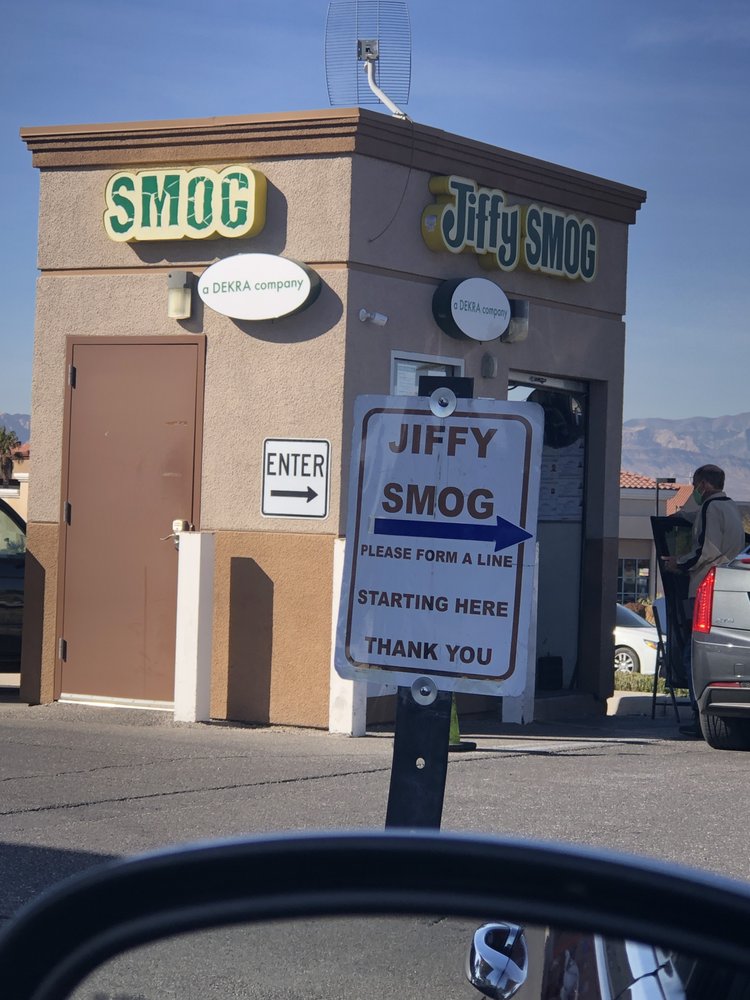 SMOG
Jiffy SMOG
a DEKRA company
a DEKRA company
ENTER
JIFFY
SMOG
PLEASE FORM A LINE
STARTING HERE
THANK YOU